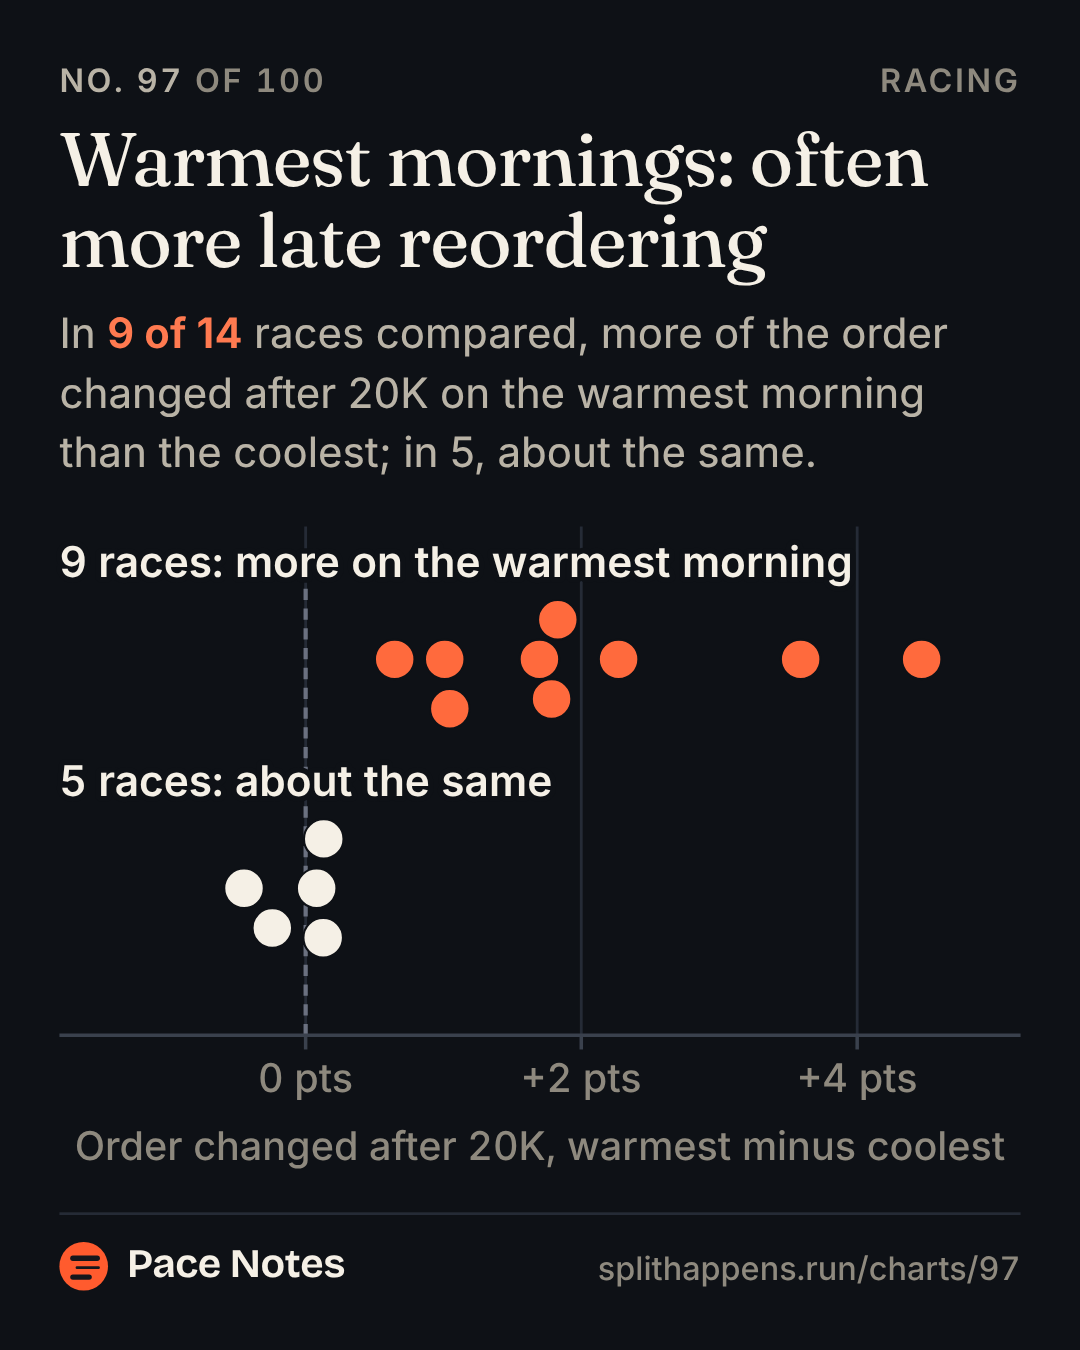 NO. 97 OF 100
RACING
Warmest mornings: often
more late reordering
In 9 of 14 races compared, more of the order
changed after 20K on the warmest morning
than the coolest; in 5, about the same.
9 races: more on the warmest morning
5 races: about the same
0 pts
+2 pts
+4 pts
Order changed after 20K, warmest minus coolest
Pace Notes
splithappens.run/charts/97